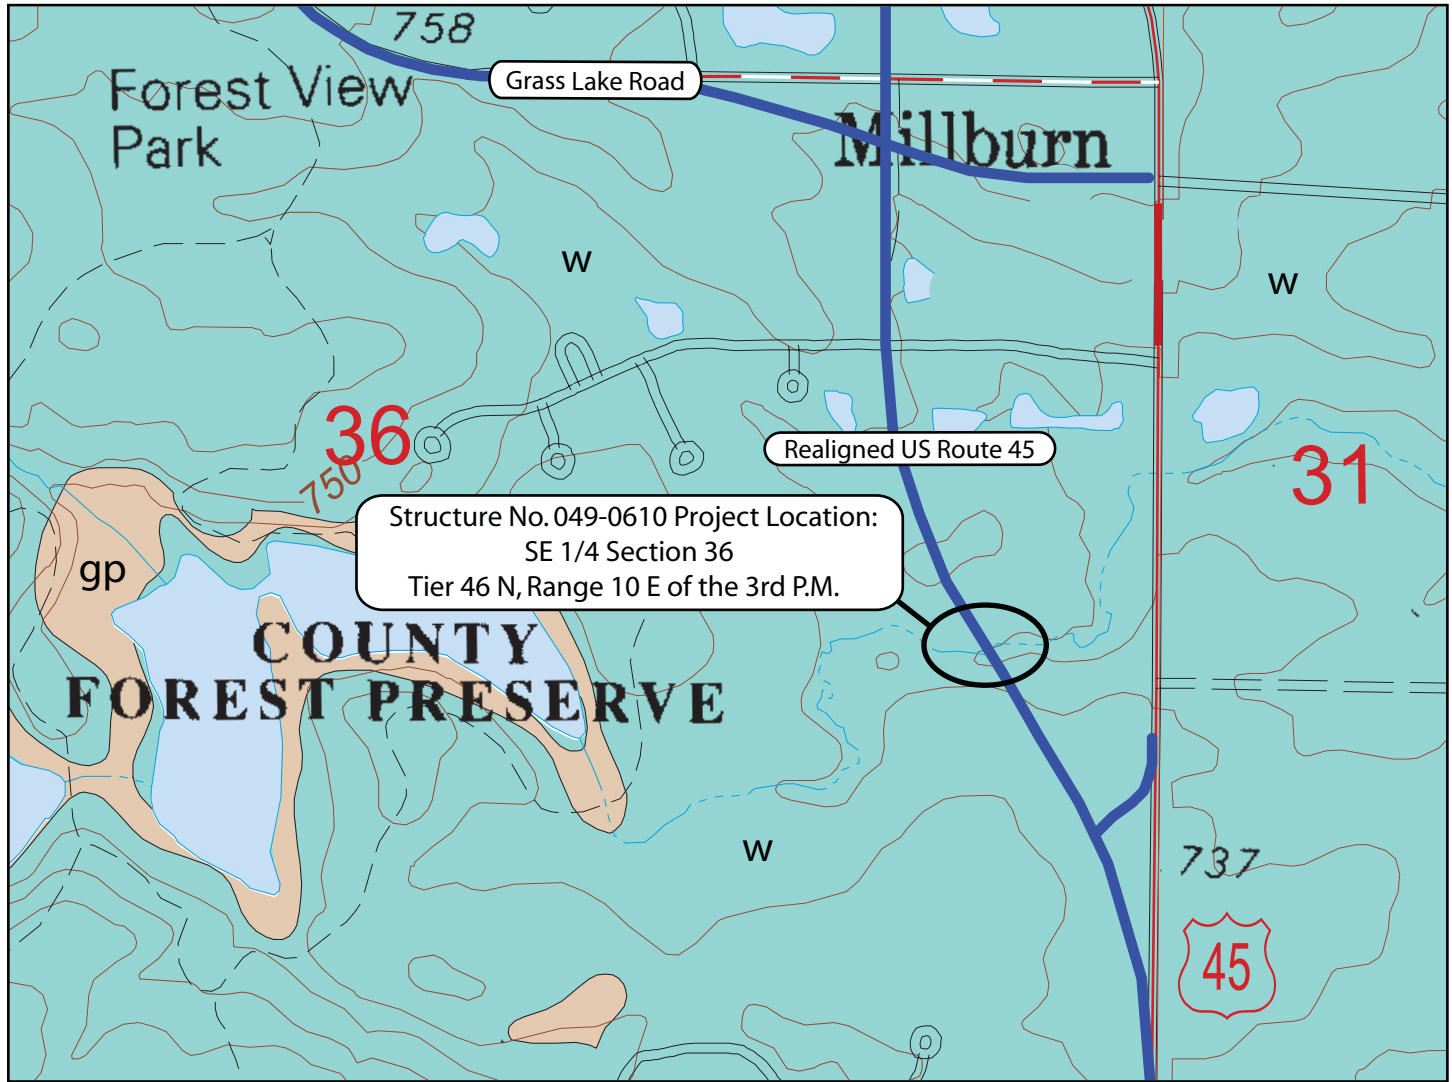 758
Forest View
Park
Grass Lake Road
Millburn
w
w
36
750
Realigned US Route 45
31
Structure No. 049-0610 Project Location:
SE 1/4 Section 36
Tier 46 N, Range 10 E of the 3rd P.M.
gp
COUNTY
FOREST PRESERVE
w
737
45